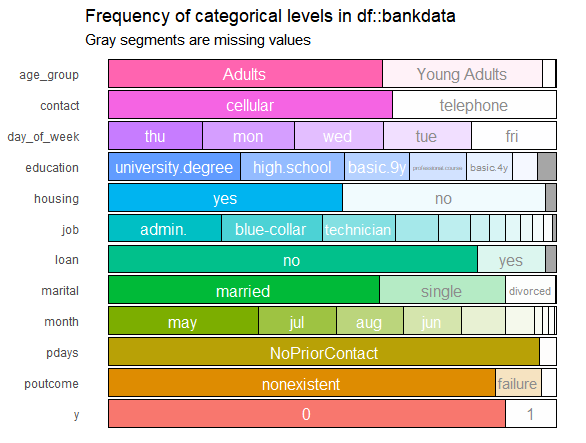 Frequency of categorical levels in df::bankdata
Gray segments are missing values
age_group Adults Young Adults
contact cellular telephone
day_of_week thu mon wed tue fri
education university.degree high.school basic.9y professional.course basic.4y
housing yes no
job admin. blue-collar technician
loan no yes
marital married single divorced
month may jul aug jun
pdays NoPriorContact
poutcome nonexistent failure
y 0 1